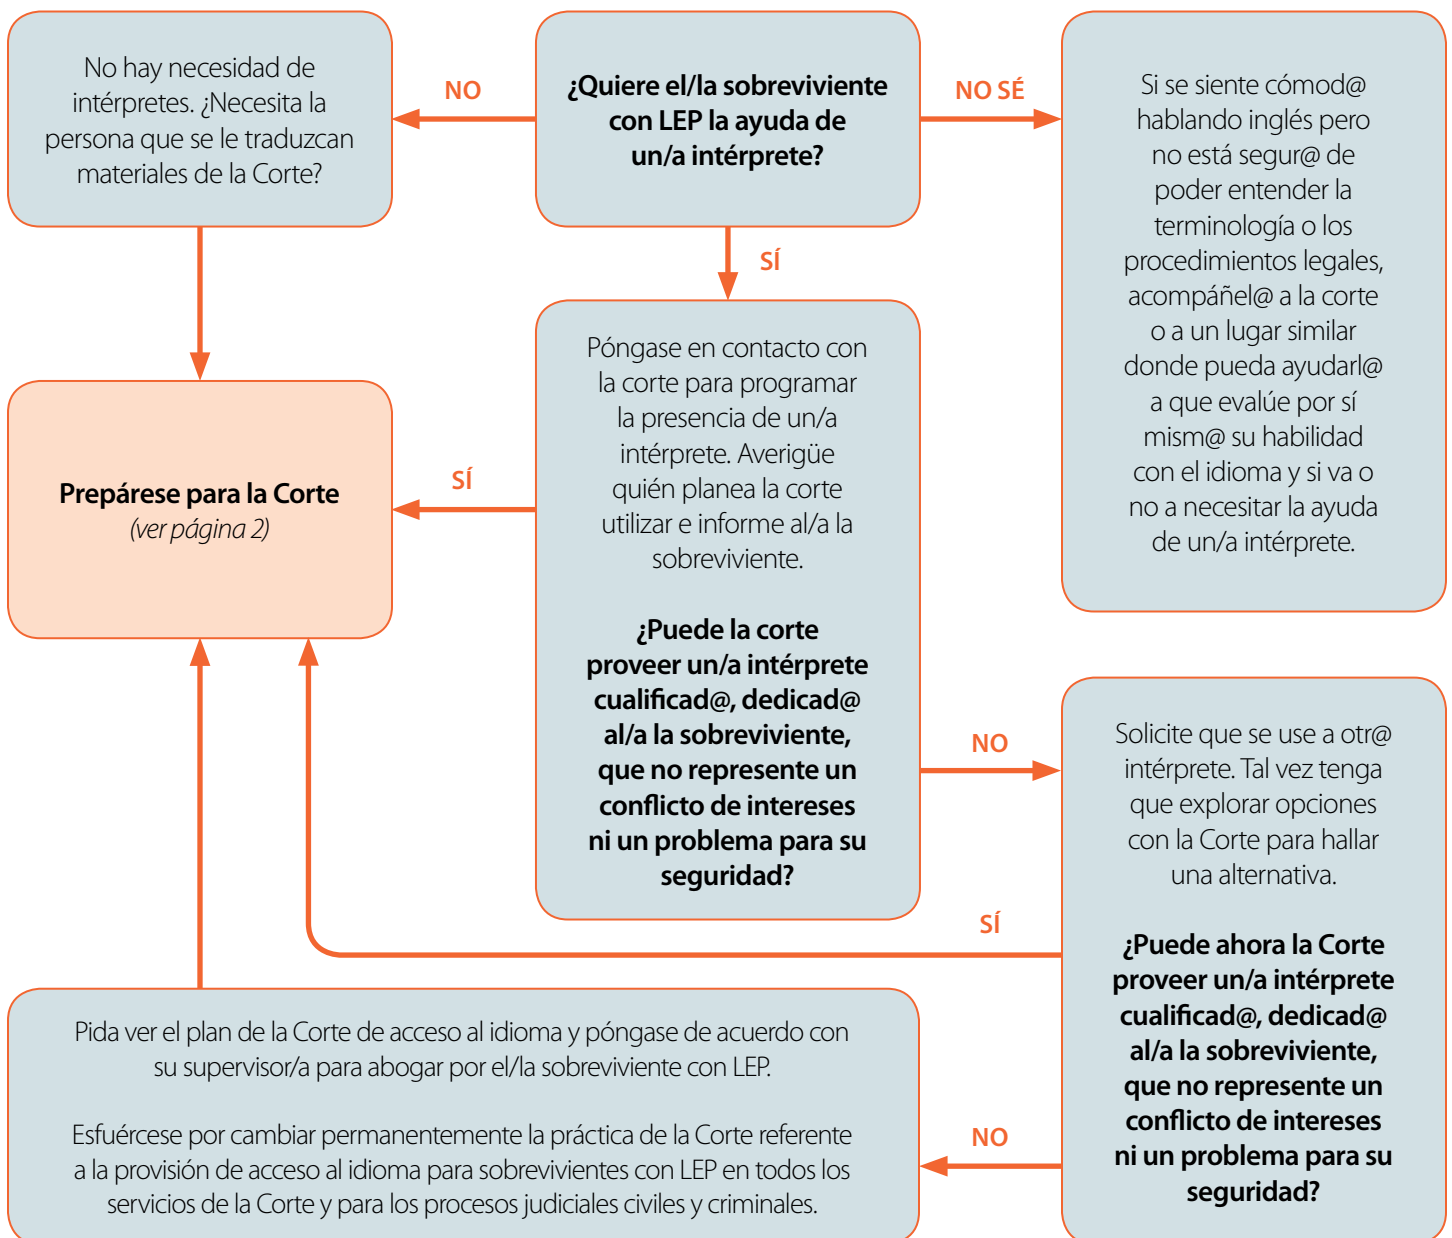 No hay necesidad de
intérpretes. ¿Necesita la
persona que se le traduzcan
materiales de la Corte?
NO
¿Quiere el/la sobreviviente
con LEP la ayuda de
un/a intérprete?
NO SÉ
Si se siente cómod@
hablando inglés pero
no está segur@ de
poder entender la
terminología o los
procedimientos legales,
acompáñel@ a la corte
o a un lugar similar
donde pueda ayudarl@
a que evalúe por sí
mism@ su habilidad
con el idioma y si va o
no a necesitar la ayuda
de un/a intérprete.
SÍ
Póngase en contacto con
la corte para programar
la presencia de un/a
intérprete. Averigüe
quién planea la corte
utilizar e informe al/a la
sobreviviente.
¿Puede la corte
proveer un/a intérprete
cualificad@, dedicad@
al/a la sobreviviente,
que no represente un
conflicto de intereses
ni un problema para su
seguridad?
SÍ
Prepárese para la Corte
(ver página 2)
NO
Solicite que se use a otr@
intérprete. Tal vez tenga
que explorar opciones
con la Corte para hallar
una alternativa.
¿Puede ahora la Corte
proveer un/a intérprete
cualificad@, dedicad@
al/a la sobreviviente,
que no represente un
conflicto de intereses
ni un problema para su
seguridad?
SÍ
NO
Pida ver el plan de la Corte de acceso al idioma y póngase de acuerdo con
su supervisor/a para abogar por el/la sobreviviente con LEP.
Esfuércese por cambiar permanentemente la práctica de la Corte referente
a la provisión de acceso al idioma para sobrevivientes con LEP en todos los
servicios de la Corte y para los procesos judiciales civiles y criminales.